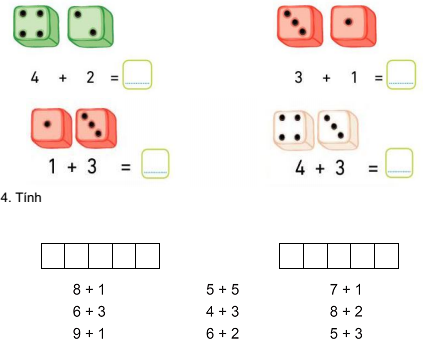 4 + 2 = 3 + 1 =
1 + 3 = 4 + 3 =
4. Tính
8 + 1 5 + 5 7 + 1
6 + 3 4 + 3 8 + 2
9 + 1 6 + 2 5 + 3